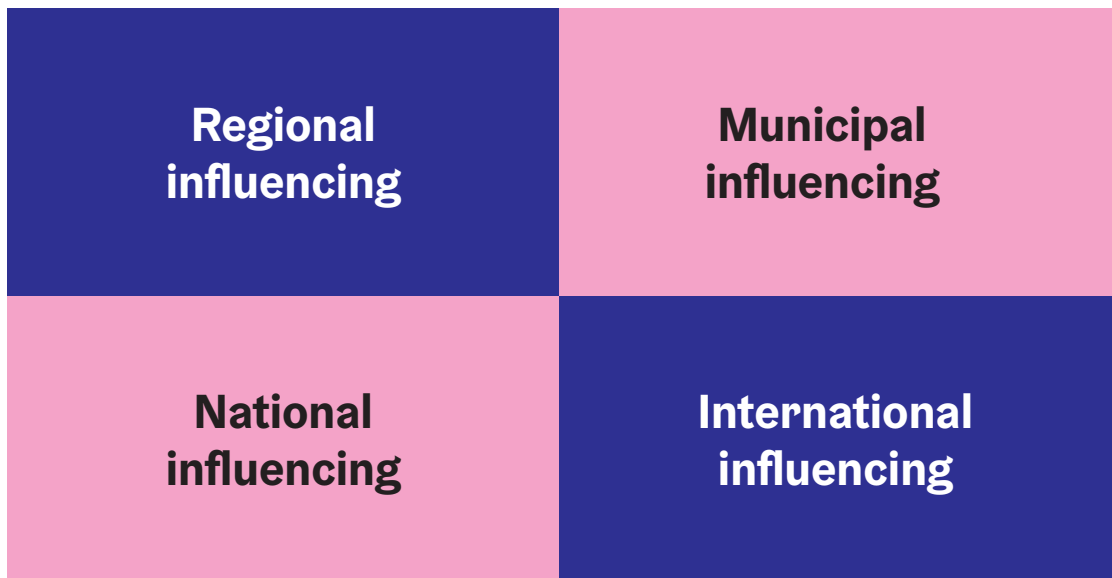 Regional
influencing
Municipal
influencing
National
influencing
International
influencing